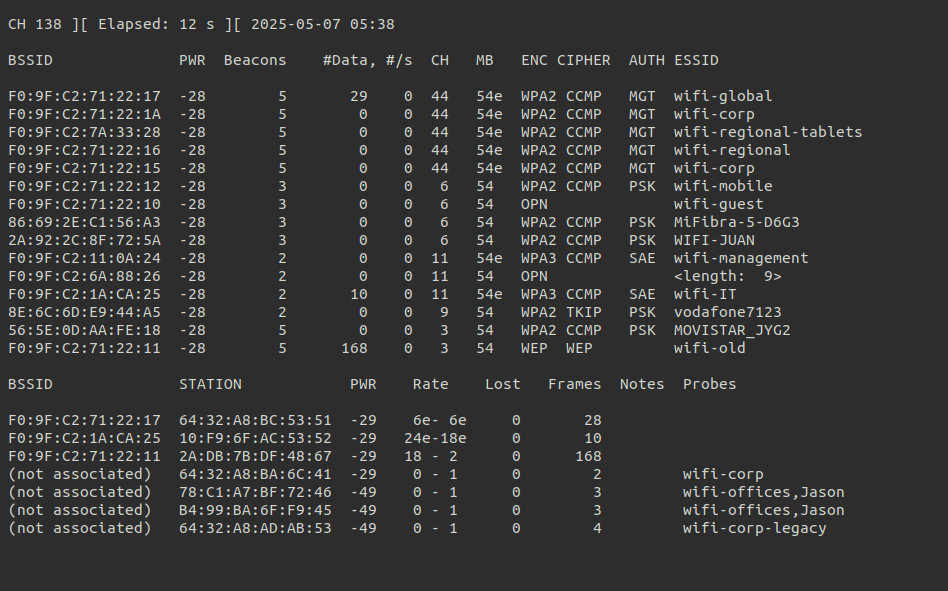 CH 138 ][ Elapsed: 12 s ][ 2025-05-07 05:38
BSSID PWR Beacons #Data, #/s CH MB ENC CIPHER AUTH ESSID
F0:9F:C2:71:22:17 -28 5 29 0 44 54e WPA2 CCMP MGT wifi-global
F0:9F:C2:71:22:1A -28 5 0 0 44 54e WPA2 CCMP MGT wifi-corp
F0:9F:C2:7A:33:28 -28 5 0 0 44 54e WPA2 CCMP MGT wifi-regional-tablets
F0:9F:C2:71:22:16 -28 5 0 0 44 54e WPA2 CCMP MGT wifi-regional
F0:9F:C2:71:22:15 -28 5 0 0 44 54e WPA2 CCMP MGT wifi-corp
F0:9F:C2:71:22:12 -28 3 0 0 6 54 WPA2 CCMP PSK wifi-mobile
F0:9F:C2:71:22:10 -28 3 0 0 6 54 OPN wifi-guest
86:69:2E:C1:56:A3 -28 3 0 0 6 54 WPA2 CCMP PSK MiFibra-5-D6G3
2A:92:2C:8F:72:5A -28 3 0 0 6 54 WPA2 CCMP PSK WIFI-JUAN
F0:9F:C2:11:0A:24 -28 2 0 0 11 54e WPA3 CCMP SAE wifi-management
F0:9F:C2:6A:88:26 -28 2 0 0 11 54 OPN <length: 9>
F0:9F:C2:1A:CA:25 -28 2 10 0 11 54e WPA3 CCMP SAE wifi-IT
8E:6C:6D:E9:44:A5 -28 2 0 0 9 54 WPA2 TKIP PSK vodafone7123
56:5E:0D:AA:FE:18 -28 5 0 0 3 54 WPA2 CCMP PSK MOVISTAR_JYG2
F0:9F:C2:71:22:11 -28 5 168 0 3 54 WEP WEP wifi-old
BSSID STATION PWR Rate Lost Frames Notes Probes
F0:9F:C2:71:22:17 64:32:A8:BC:53:51 -29 6e- 6e 0 28
F0:9F:C2:1A:CA:25 10:F9:6F:AC:53:52 -29 24e-18e 0 10
F0:9F:C2:71:22:11 2A:DB:7B:DF:48:67 -29 18 - 2 0 168
(not associated) 64:32:A8:BA:6C:41 -29 0 - 1 0 2 wifi-corp
(not associated) 78:C1:A7:BF:72:46 -49 0 - 1 0 3 wifi-offices,Jason
(not associated) B4:99:BA:6F:F9:45 -49 0 - 1 0 3 wifi-offices,Jason
(not associated) 64:32:A8:AD:AB:53 -49 0 - 1 0 4 wifi-corp-legacy